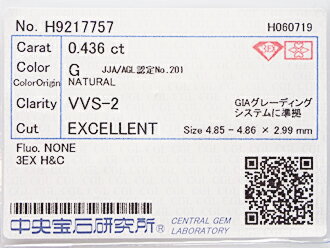 No. H9217757 H060719
Carat 0.436 ct
Color G JJA/AGL認定No.201
ColorOrigin NATURAL
Clarity VVS-2 GIAグレーディング
システムに準拠
Cut EXCELLENT Size 4.85 - 4.86 × 2.99 mm
Fluo. NONE
3EX H&C
中央宝石研究所® CENTRAL GEM
LABORATORY